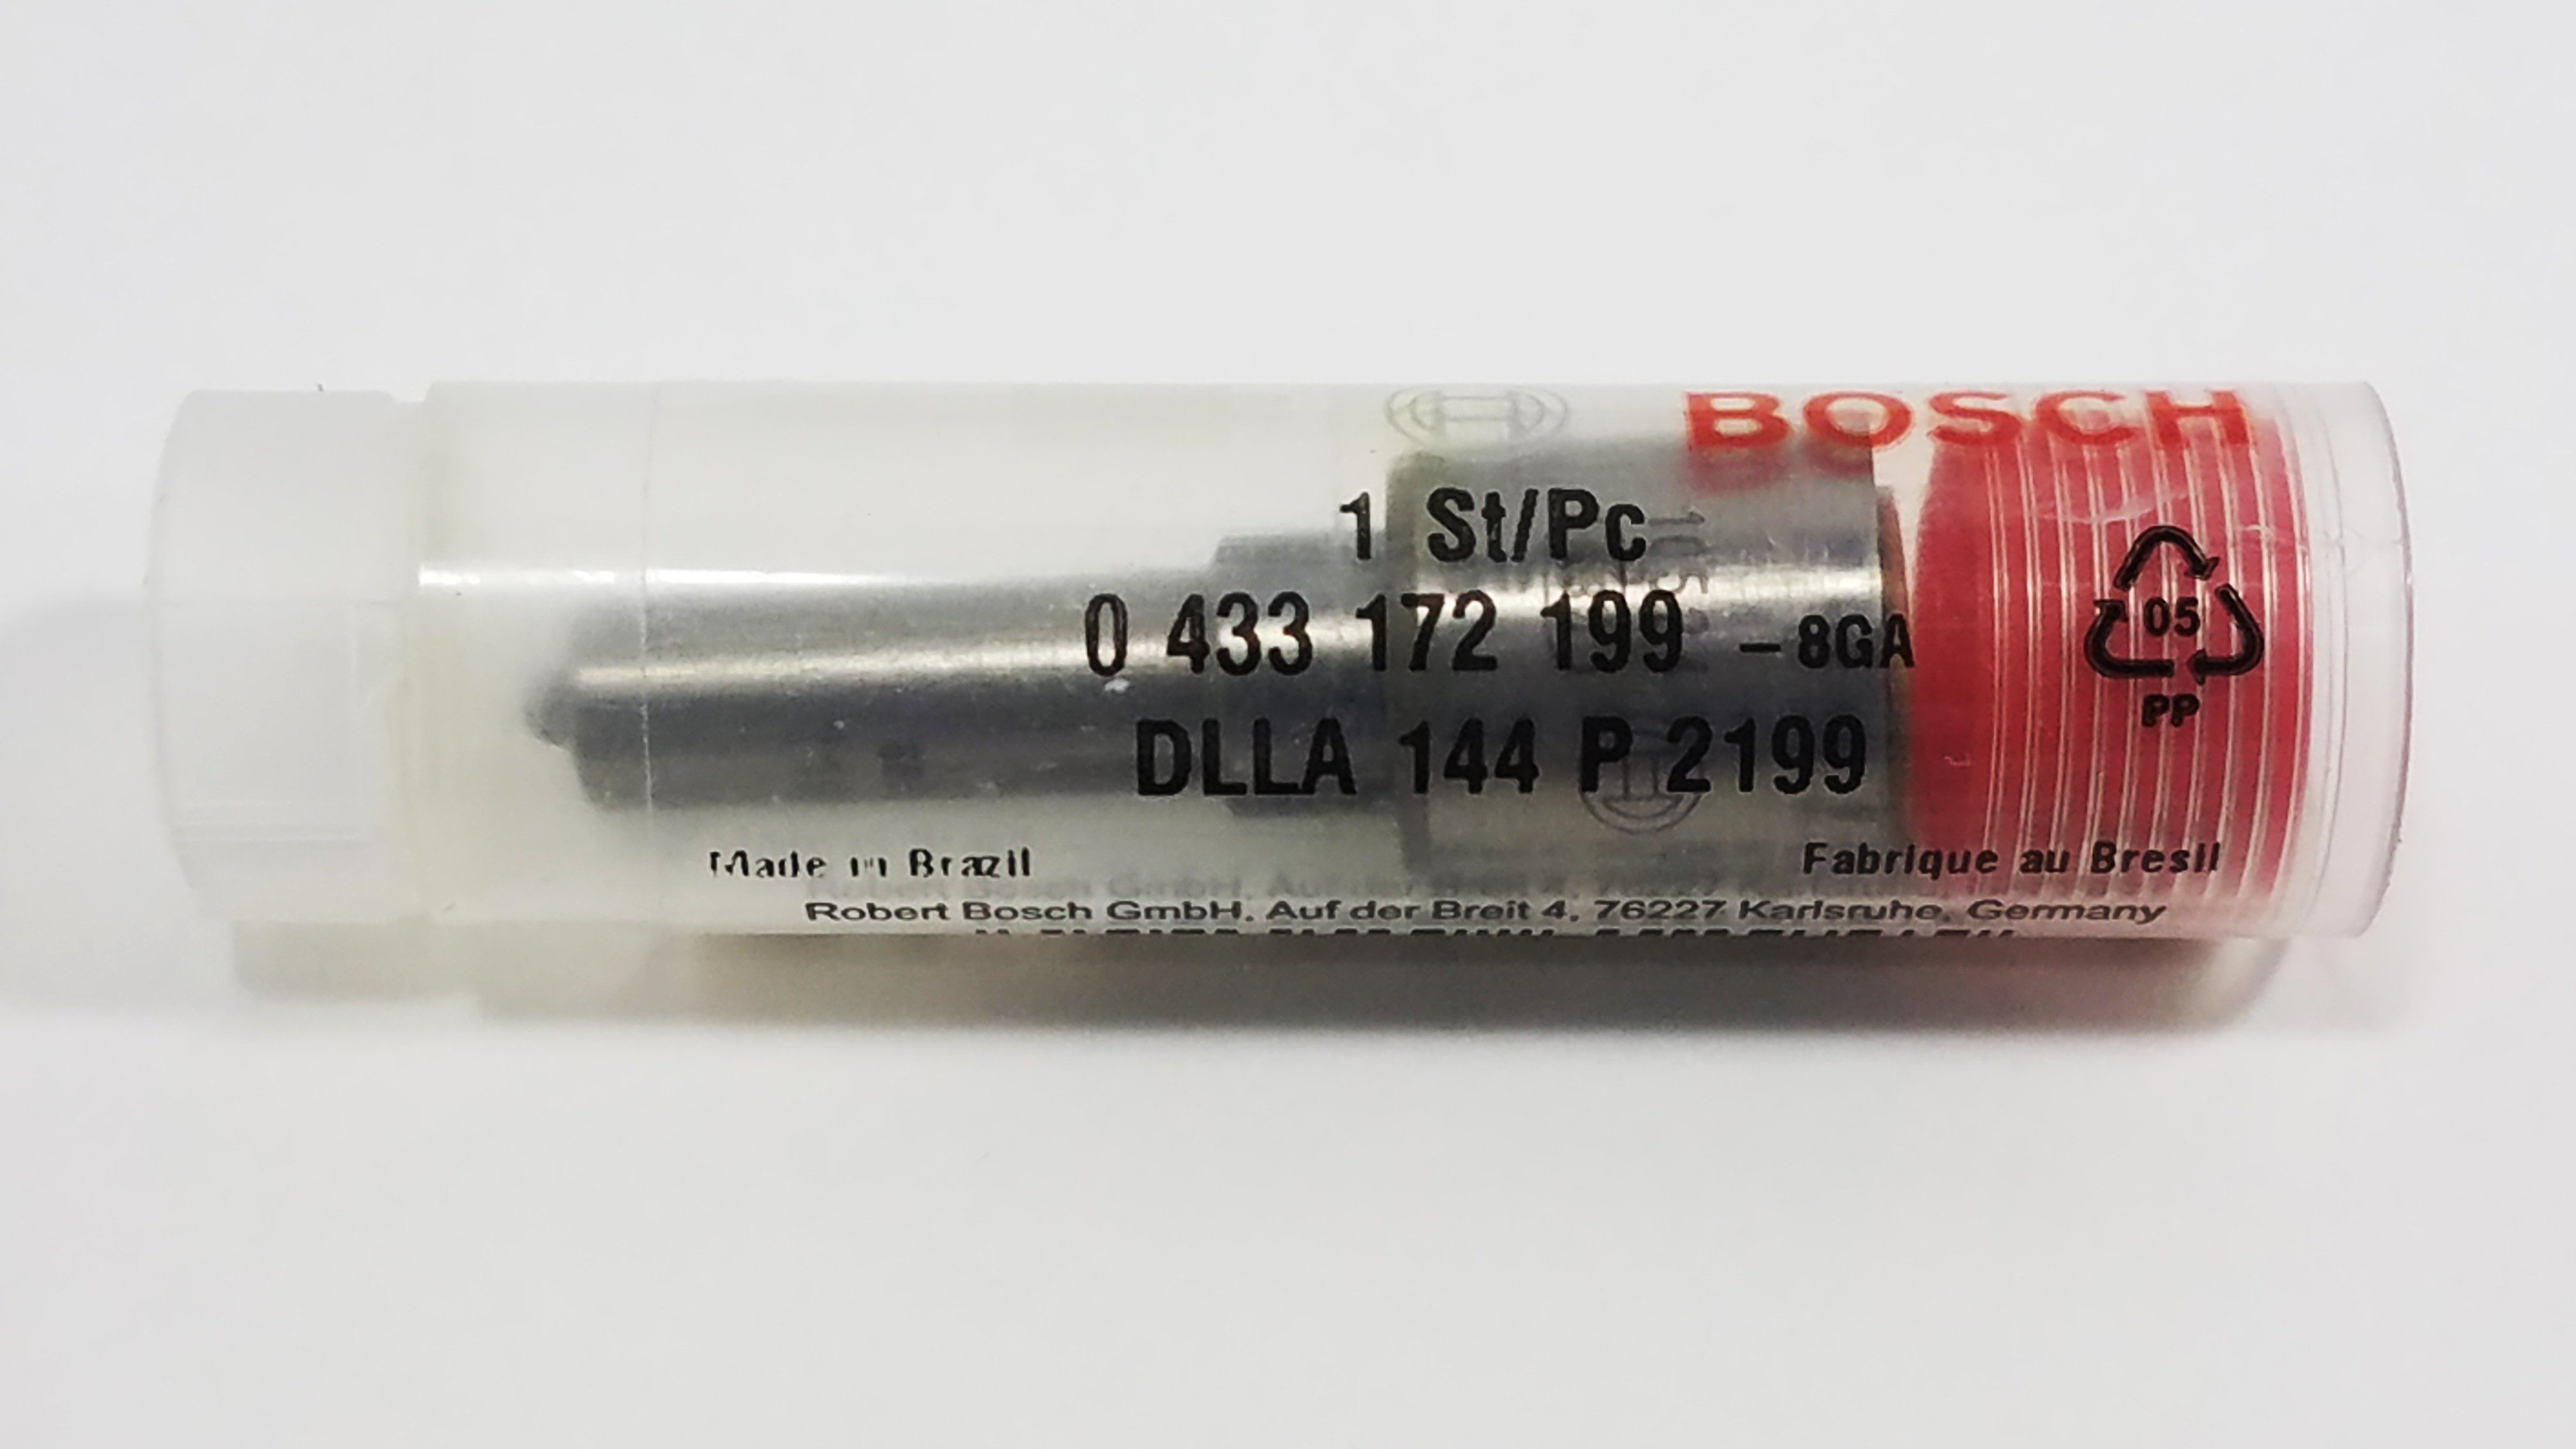 BOSCH
1 St/Pc
0 433 172 199 -8GA
DLLA 144 P 2199
05
PP
Made in Brazil
Fabrique au Bresil
Robert Bosch GmbH, Auf der Breit 4, 76227 Karlsruhe, Germany